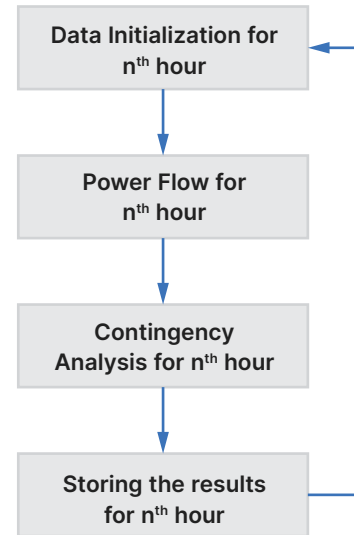 Data Initialization for
nᵗʰ hour
Power Flow for
nᵗʰ hour
Contingency
Analysis for nᵗʰ hour
Storing the results
for nᵗʰ hour